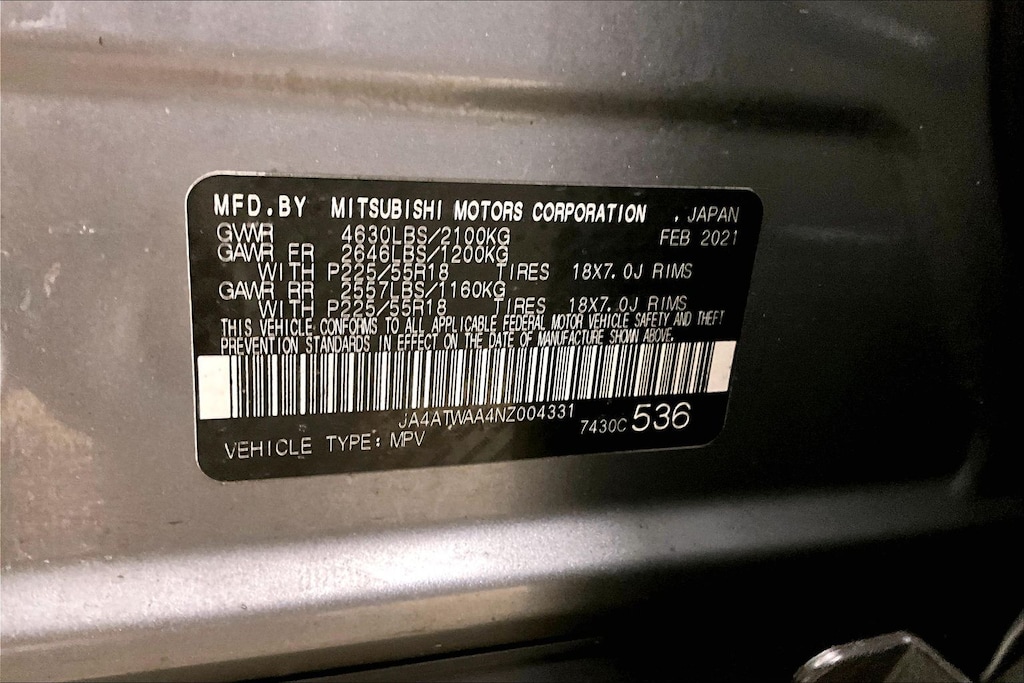 MFD.BY MITSUBISHI MOTORS CORPORATION , JAPAN
GVWR 4630LBS/2100KG FEB 2021
GAWR FR 2646LBS/1200KG
WITH P225/55R18 TIRES 18X7.0J RIMS
GAWR RR 2557LBS/1160KG
WITH P225/55R18 TIRES 18X7.0J RIMS
THIS VEHICLE CONFORMS TO ALL APPLICABLE FEDERAL MOTOR VEHICLE SAFETY AND THEFT
PREVENTION STANDARDS IN EFFECT ON THE DATE OF MANUFACTURE SHOWN ABOVE.
JA4ATWAA4NZ004331
7430C 536
VEHICLE TYPE: MPV